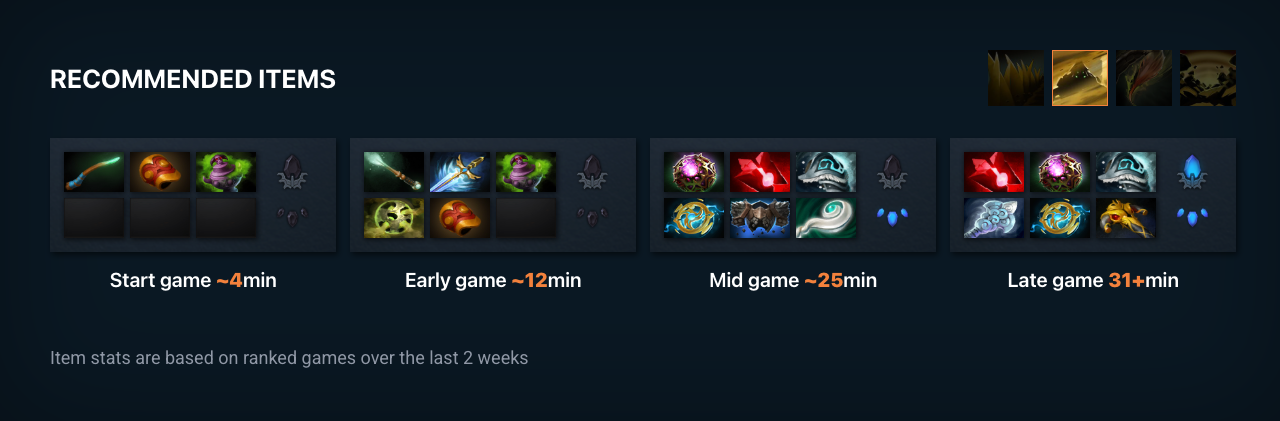 RECOMMENDED ITEMS
Start game ~4min
Early game ~12min
Mid game ~25min
Late game 31+min
Item stats are based on ranked games over the last 2 weeks